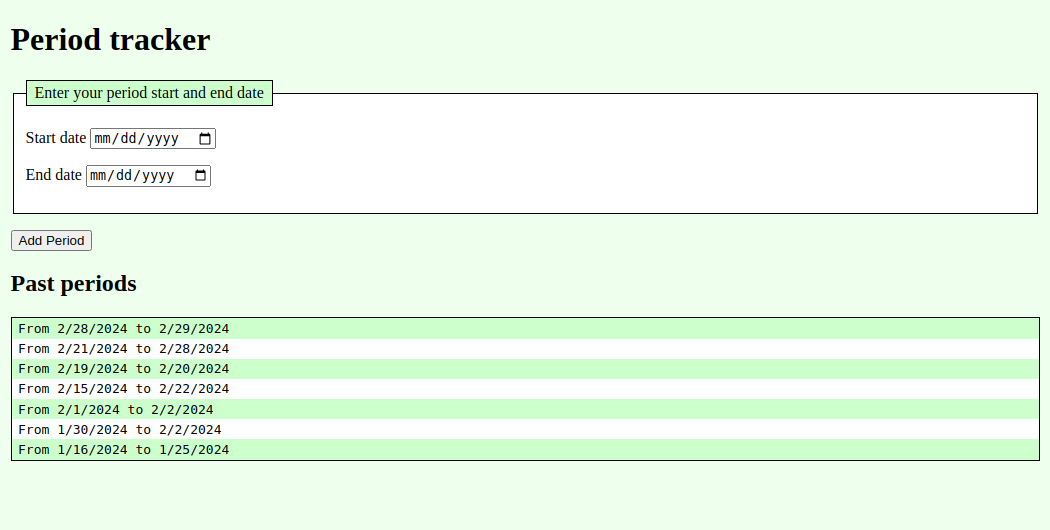 Period tracker
Enter your period start and end date
Start date mm/dd/yyyy
End date mm/dd/yyyy
Add Period
Past periods
From 2/28/2024 to 2/29/2024
From 2/21/2024 to 2/28/2024
From 2/19/2024 to 2/20/2024
From 2/15/2024 to 2/22/2024
From 2/1/2024 to 2/2/2024
From 1/30/2024 to 2/2/2024
From 1/16/2024 to 1/25/2024